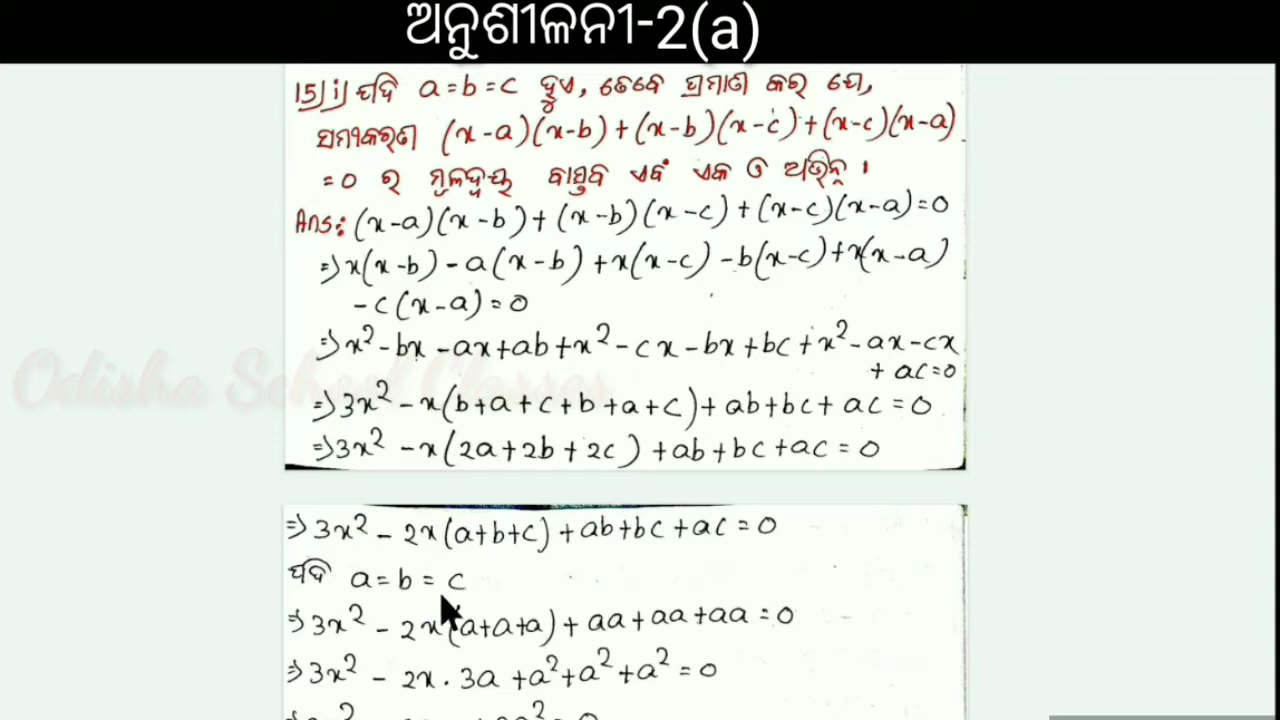 ଅନୁଶୀଳନୀ-2(a)
15) i) ଯଦି a=b=c ହୁଏ, ତେବେ ପ୍ରମାଣ କର ଯେ,
ସମୀକରଣ (x-a)(x-b)+(x-b)(x-c)+(x-c)(x-a)
=0 ର ମୂଳଦ୍ୱୟ ବାସ୍ତବ ଏବଂ ଏକ ଓ ଅଭିନ୍ନ ।
Ans: (x-a)(x-b)+(x-b)(x-c)+(x-c)(x-a)=0
⇒x(x-b)-a(x-b)+x(x-c)-b(x-c)+x(x-a)
-c(x-a)=0
⇒x²-bx-ax+ab+x²-cx-bx+bc+x²-ax-cx
+ac=0
Odisha School Classes
⇒3x²-x(b+a+c+b+a+c)+ab+bc+ac=0
⇒3x²-x(2a+2b+2c)+ab+bc+ac=0
⇒3x²-2x(a+b+c)+ab+bc+ac=0
ଯଦି a=b=c
⇒3x²-2x(a+a+a)+aa+aa+aa=0
⇒3x²-2x.3a+a²+a²+a²=0